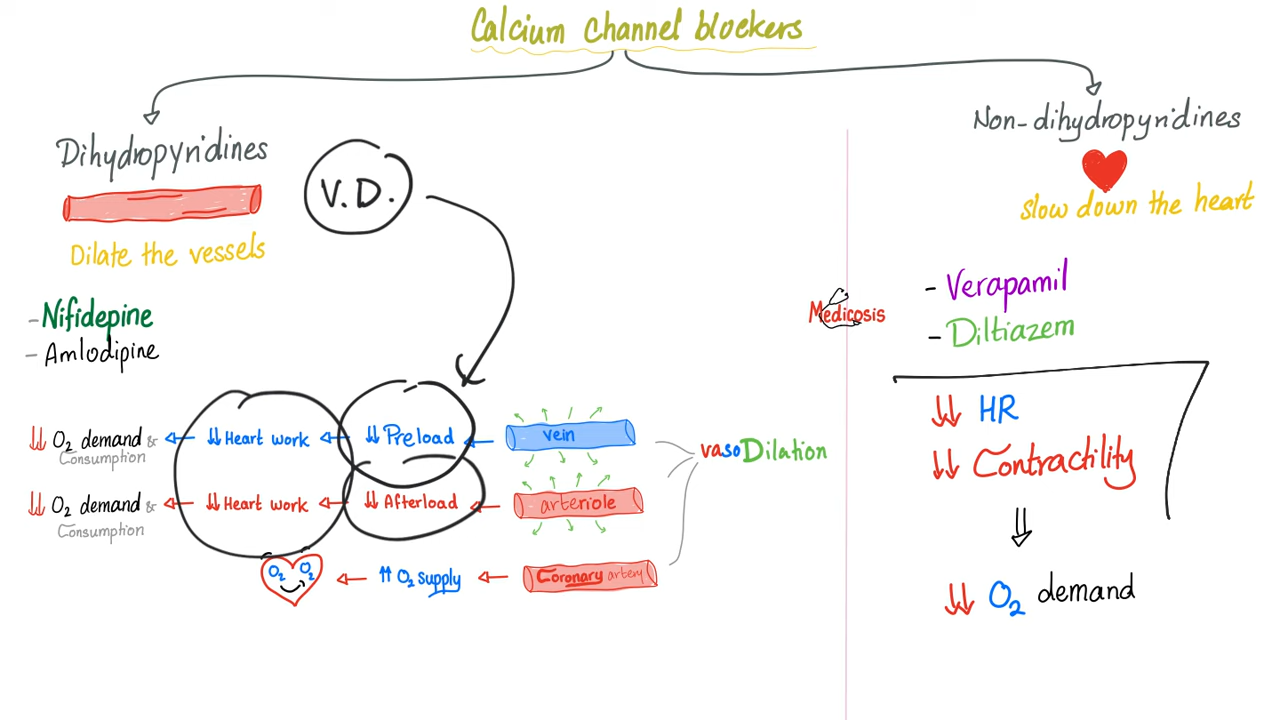 Calcium channel blockers
Dihydropyridines
V.D.
Dilate the vessels
- Nifidepine
- Amlodipine
↓↓ O₂ demand & Consumption ← ↓↓ Heart work ← ↓↓ Preload ← vein
↓↓ O₂ demand & Consumption ← ↓↓ Heart work ← ↓↓ Afterload ← arteriole
O₂ O₂ ← ↑↑ O₂ supply ← Coronary artery
vasoDilation
Medicosis
Non-dihydropyridines
slow down the heart
- Verapamil
- Diltiazem
↓↓ HR
↓↓ Contractility
⇓
↓↓ O₂ demand